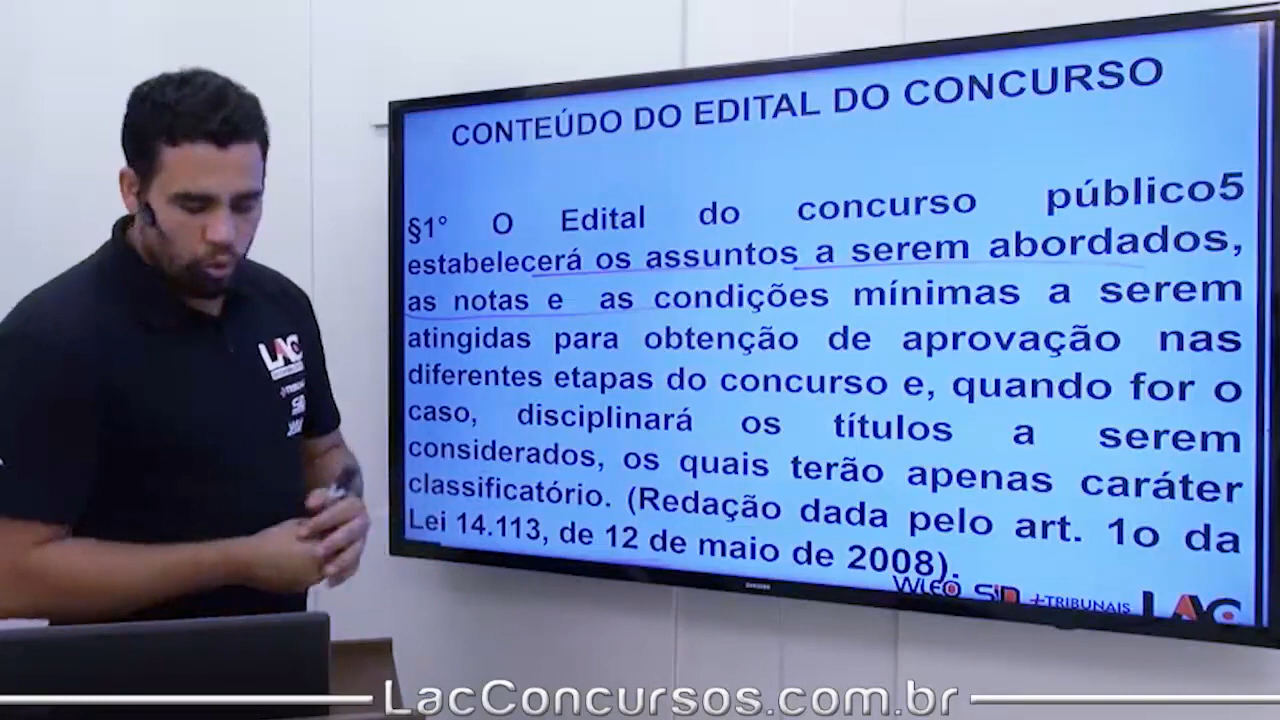 CONTEÚDO DO EDITAL DO CONCURSO
§1° O Edital do concurso público5
estabelecerá os assuntos a serem abordados,
as notas e as condições mínimas a serem
atingidas para obtenção de aprovação nas
diferentes etapas do concurso e, quando for o
caso, disciplinará os títulos a serem
considerados, os quais terão apenas caráter
classificatório. (Redação dada pelo art. 1o da
Lei 14.113, de 12 de maio de 2008).
+TRIBUNAIS LAC
LAC
SAMSUNG
LacConcursos.com.br